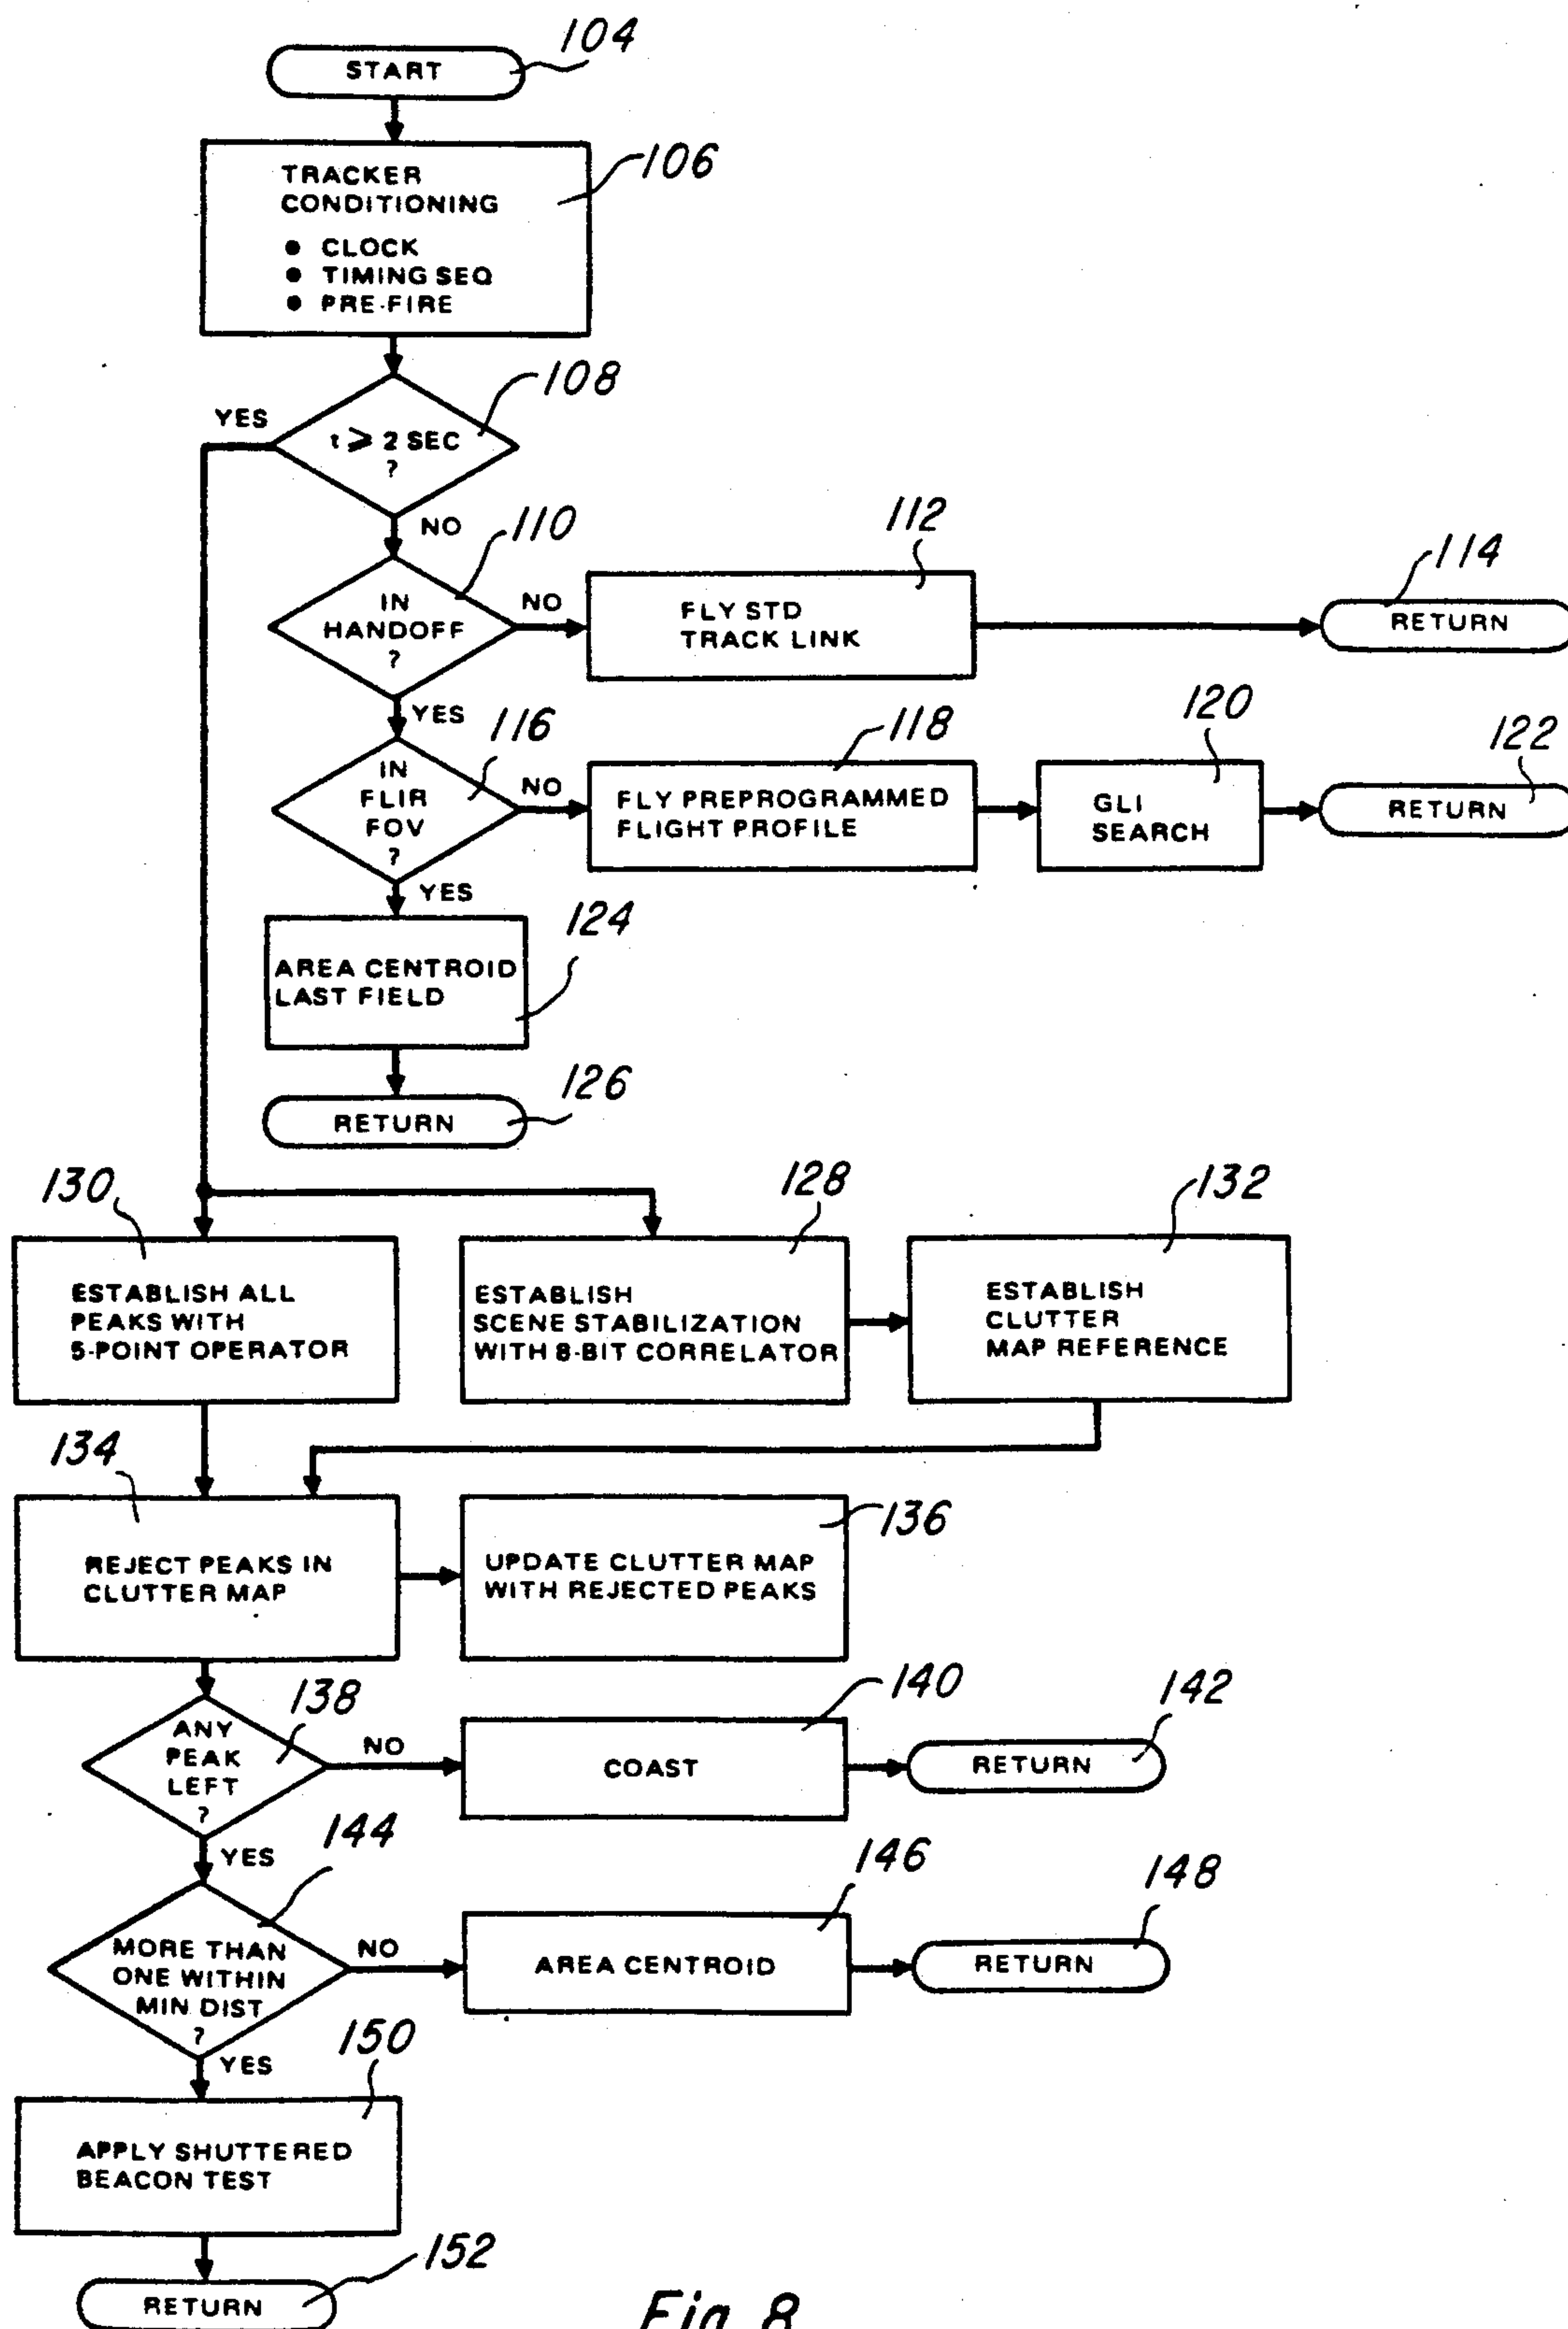 104
START
106
TRACKER
CONDITIONING
● CLOCK
● TIMING SEQ
● PRE-FIRE
108
YES
t ⩾ 2 SEC
?
NO
110
IN
HANDOFF
?
NO
112
FLY STD
TRACK LINK
114
RETURN
YES
116
IN
FLIR
FOV
?
NO
118
FLY PREPROGRAMMED
FLIGHT PROFILE
120
GLI
SEARCH
122
RETURN
YES
124
AREA CENTROID
LAST FIELD
126
RETURN
130
ESTABLISH ALL
PEAKS WITH
5-POINT OPERATOR
128
ESTABLISH
SCENE STABILIZATION
WITH 8-BIT CORRELATOR
132
ESTABLISH
CLUTTER
MAP REFERENCE
134
REJECT PEAKS IN
CLUTTER MAP
136
UPDATE CLUTTER MAP
WITH REJECTED PEAKS
138
ANY
PEAK
LEFT
?
NO
140
COAST
142
RETURN
YES
144
MORE THAN
ONE WITHIN
MIN DIST
?
NO
146
AREA CENTROID
148
RETURN
YES
150
APPLY SHUTTERED
BEACON TEST
152
RETURN
Fig. 8